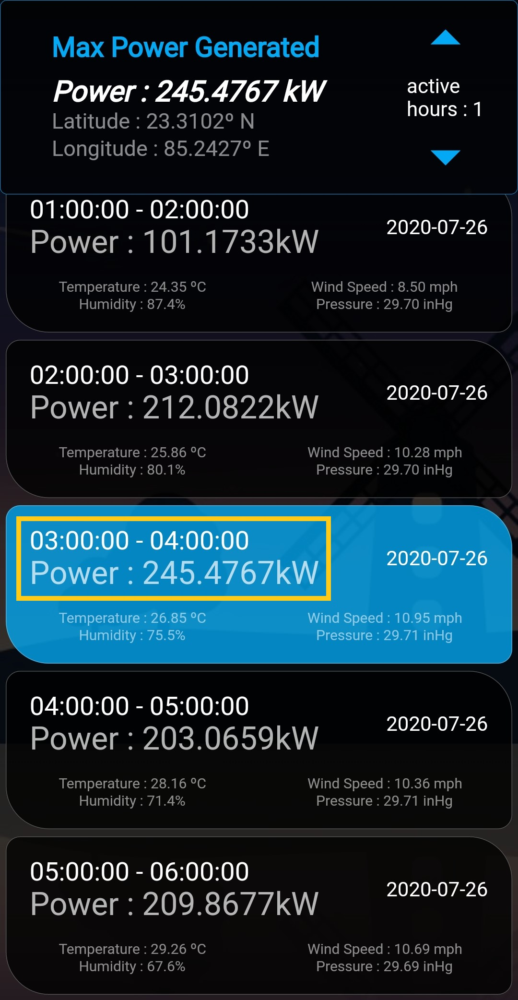 Max Power Generated
Power : 245.4767 kW
Latitude : 23.3102º N
Longitude : 85.2427º E
active
hours : 1
01:00:00 - 02:00:00
Power : 101.1733kW
2020-07-26
Temperature : 24.35 ºC
Humidity : 87.4%
Wind Speed : 8.50 mph
Pressure : 29.70 inHg
02:00:00 - 03:00:00
Power : 212.0822kW
2020-07-26
Temperature : 25.86 ºC
Humidity : 80.1%
Wind Speed : 10.28 mph
Pressure : 29.70 inHg
03:00:00 - 04:00:00
Power : 245.4767kW
2020-07-26
Temperature : 26.85 ºC
Humidity : 75.5%
Wind Speed : 10.95 mph
Pressure : 29.71 inHg
04:00:00 - 05:00:00
Power : 203.0659kW
2020-07-26
Temperature : 28.16 ºC
Humidity : 71.4%
Wind Speed : 10.36 mph
Pressure : 29.71 inHg
05:00:00 - 06:00:00
Power : 209.8677kW
2020-07-26
Temperature : 29.26 ºC
Humidity : 67.6%
Wind Speed : 10.69 mph
Pressure : 29.69 inHg